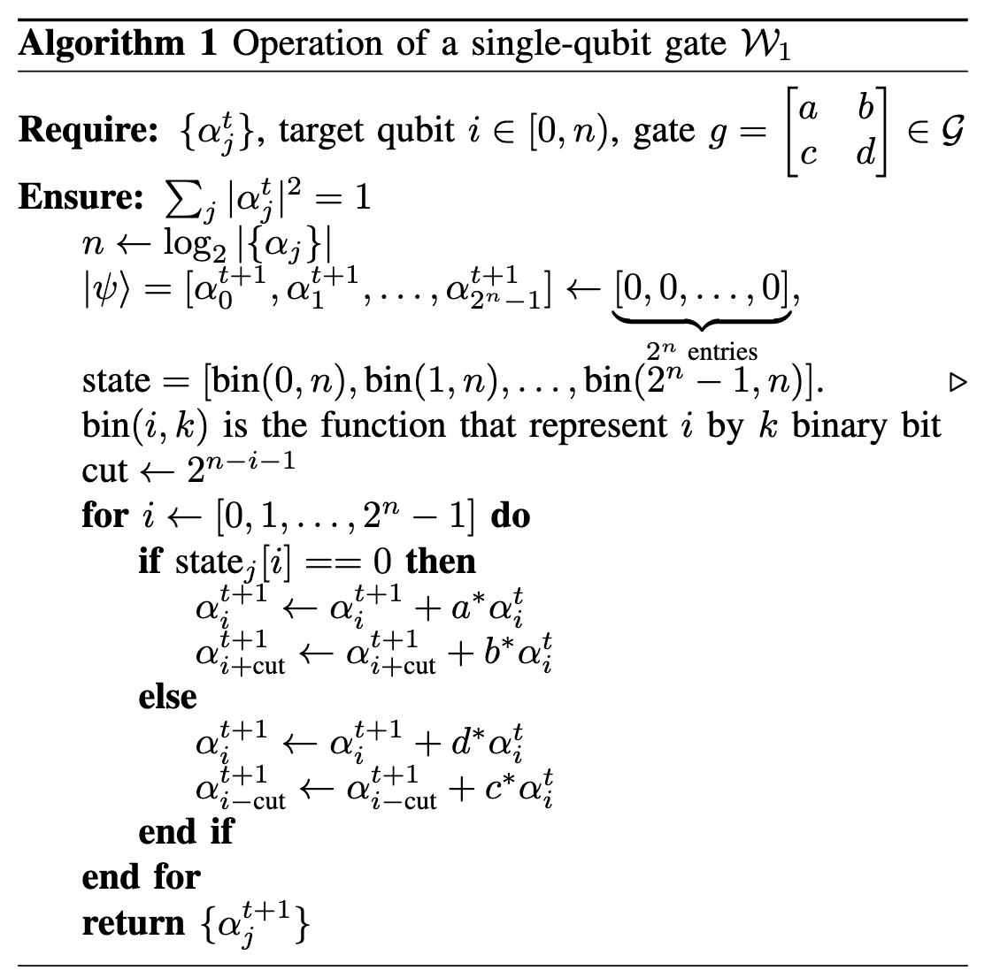 Algorithm 1 Operation of a single-qubit gate 𝒲₁
Require: {α_j^t}, target qubit i ∈ [0, n), gate g = [a b; c d] ∈ 𝒢
Ensure: ∑_j |α_j^t|² = 1
n ← log₂ |{α_j}|
|ψ⟩ = [α_0^{t+1}, α_1^{t+1}, . . . , α_{2^n−1}^{t+1}] ← [0, 0, . . . , 0],
2^n entries
state = [bin(0, n), bin(1, n), . . . , bin(2^n − 1, n)]. ▷
bin(i, k) is the function that represent i by k binary bit
cut ← 2^{n−i−1}
for i ← [0, 1, . . . , 2^n − 1] do
if state_j[i] == 0 then
α_i^{t+1} ← α_i^{t+1} + a*α_i^t
α_{i+cut}^{t+1} ← α_{i+cut}^{t+1} + b*α_i^t
else
α_i^{t+1} ← α_i^{t+1} + d*α_i^t
α_{i−cut}^{t+1} ← α_{i−cut}^{t+1} + c*α_i^t
end if
end for
return {α_j^{t+1}}